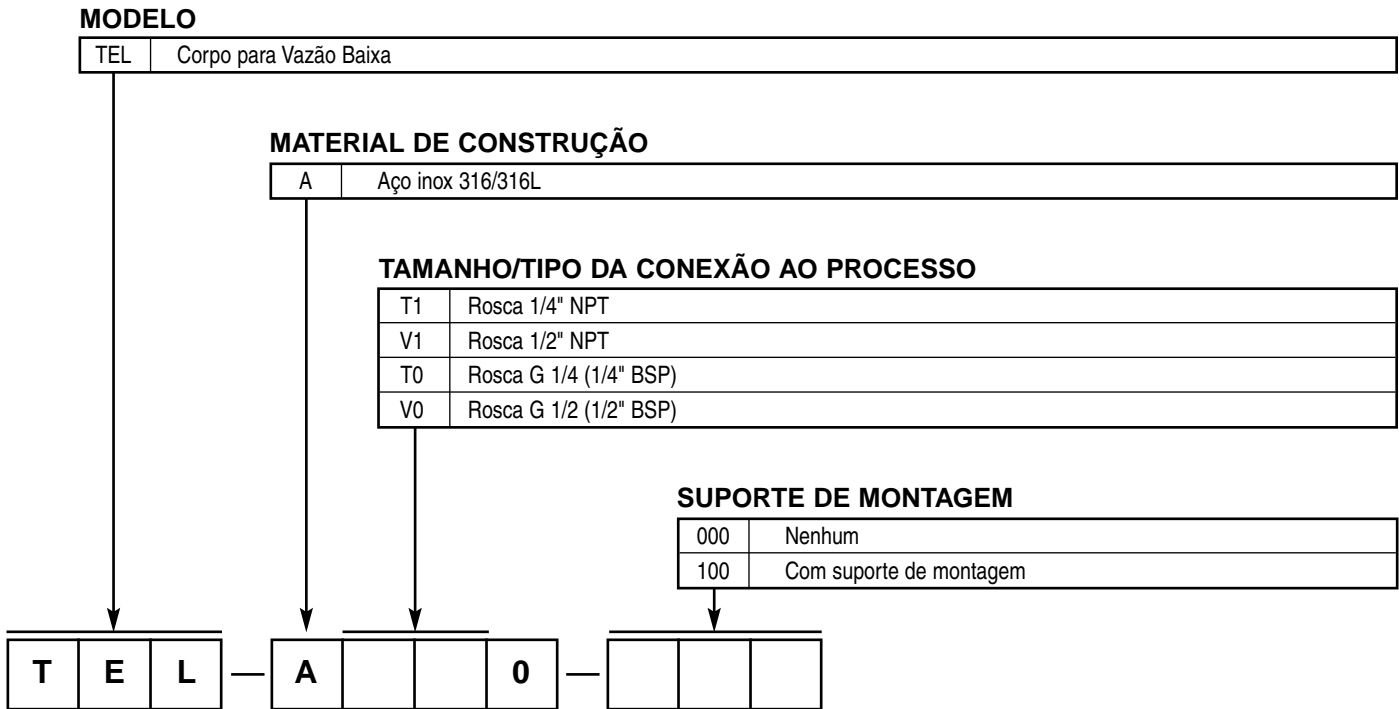 MODELO
TEL Corpo para Vazão Baixa
MATERIAL DE CONSTRUÇÃO
A Aço inox 316/316L
TAMANHO/TIPO DA CONEXÃO AO PROCESSO
T1 Rosca 1/4" NPT
V1 Rosca 1/2" NPT
T0 Rosca G 1/4 (1/4" BSP)
V0 Rosca G 1/2 (1/2" BSP)
SUPORTE DE MONTAGEM
000 Nenhum
100 Com suporte de montagem
T E L — A 0 —